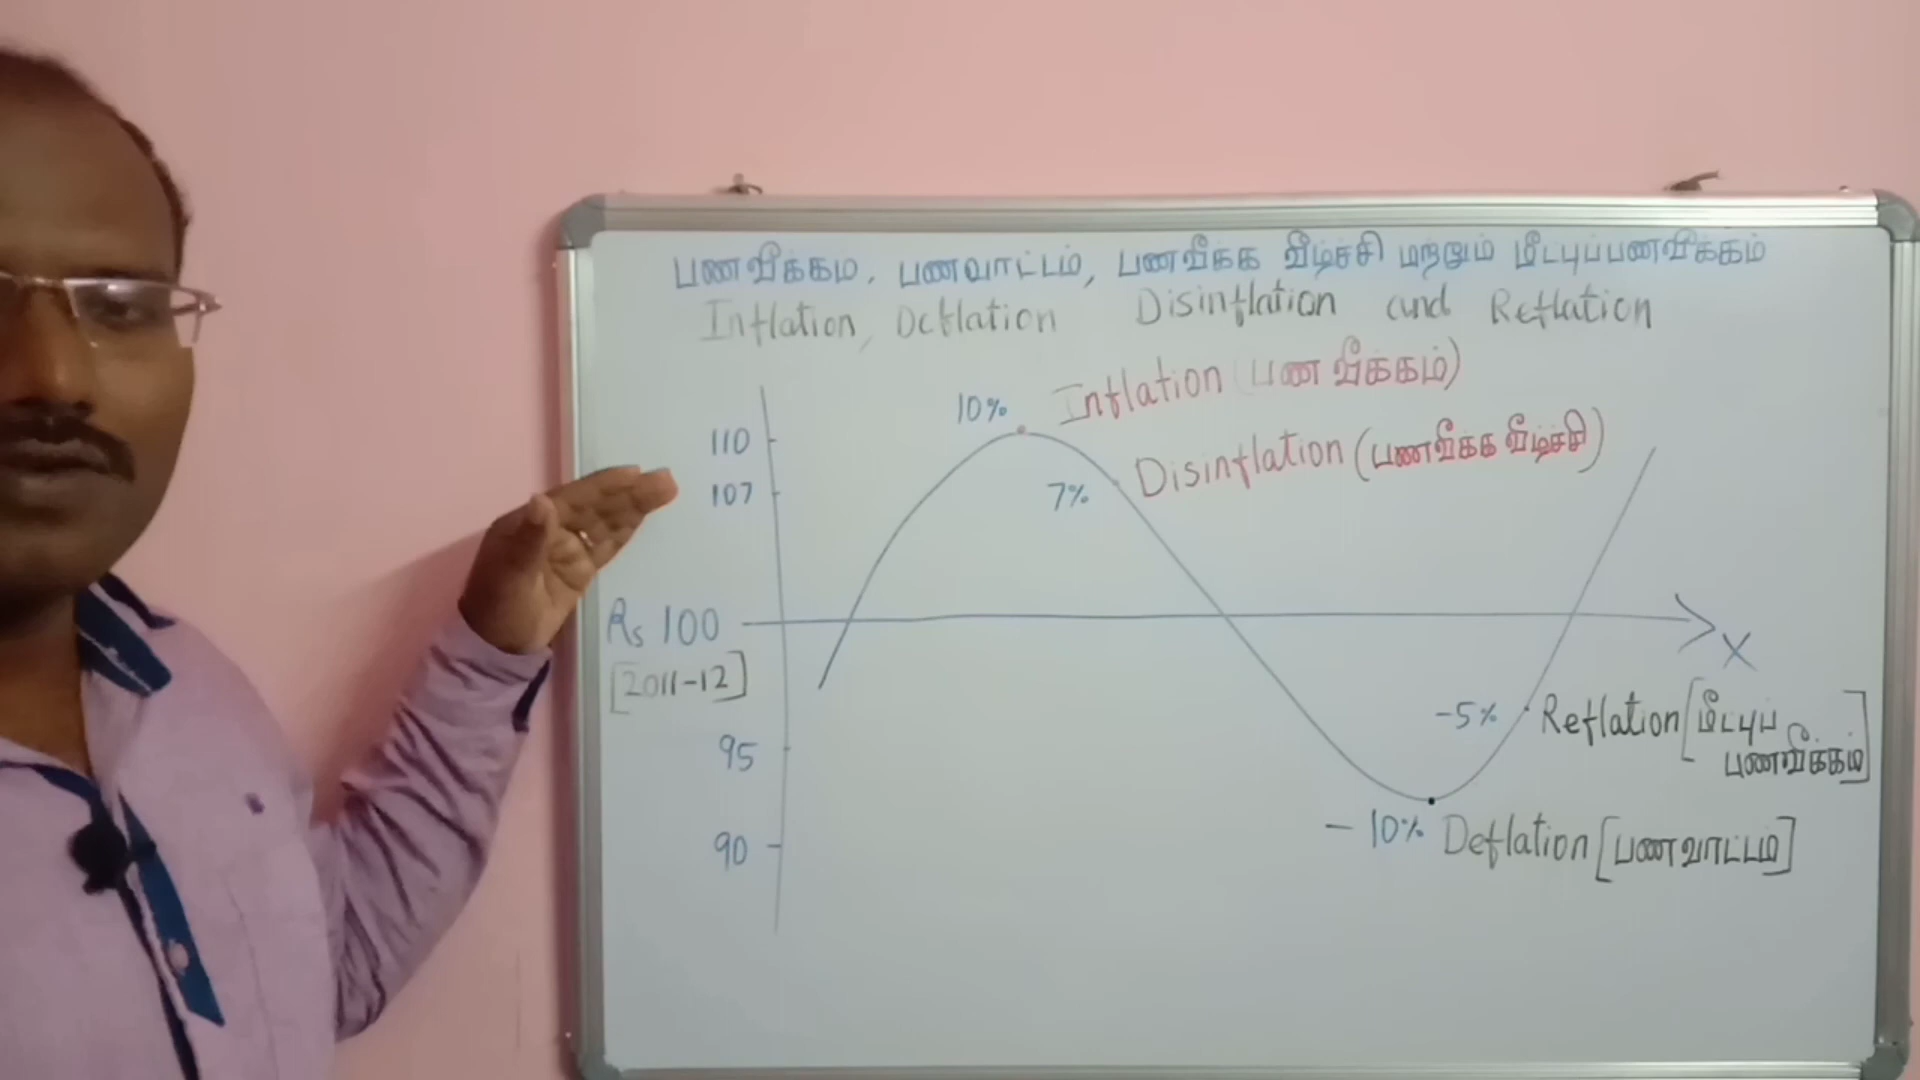 பணவீக்கம, பணவாட்டம், பணவீக்க வீழ்ச்சி மற்றும் மீட்புப்பணவீக்கம்
Inflation, Deflation Disinflation and Reflation
10% Inflation (பண வீக்கம்)
110
107
7% Disinflation (பணவீக்க வீழ்ச்சி)
Rs 100
X
[2011-12]
-5% Reflation [மீட்புப் பணவீக்கம்]
95
90
- 10% Deflation [பணவாட்டம்]